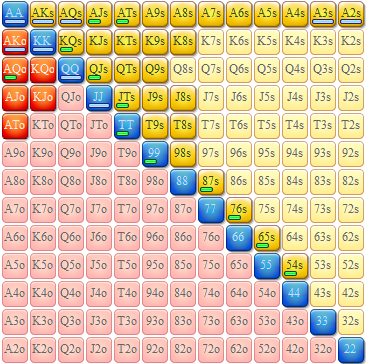 AA AKs AQs AJs ATs A9s A8s A7s A6s A5s A4s A3s A2s
AKo KK KQs KJs KTs K9s K8s K7s K6s K5s K4s K3s K2s
AQo KQo QQ QJs QTs Q9s Q8s Q7s Q6s Q5s Q4s Q3s Q2s
AJo KJo QJo JJ JTs J9s J8s J7s J6s J5s J4s J3s J2s
ATo KTo QTo JTo TT T9s T8s T7s T6s T5s T4s T3s T2s
A9o K9o Q9o J9o T9o 99 98s 97s 96s 95s 94s 93s 92s
A8o K8o Q8o J8o T8o 98o 88 87s 86s 85s 84s 83s 82s
A7o K7o Q7o J7o T7o 97o 87o 77 76s 75s 74s 73s 72s
A6o K6o Q6o J6o T6o 96o 86o 76o 66 65s 64s 63s 62s
A5o K5o Q5o J5o T5o 95o 85o 75o 65o 55 54s 53s 52s
A4o K4o Q4o J4o T4o 94o 84o 74o 64o 54o 44 43s 42s
A3o K3o Q3o J3o T3o 93o 83o 73o 63o 53o 43o 33 32s
A2o K2o Q2o J2o T2o 92o 82o 72o 62o 52o 42o 32o 22